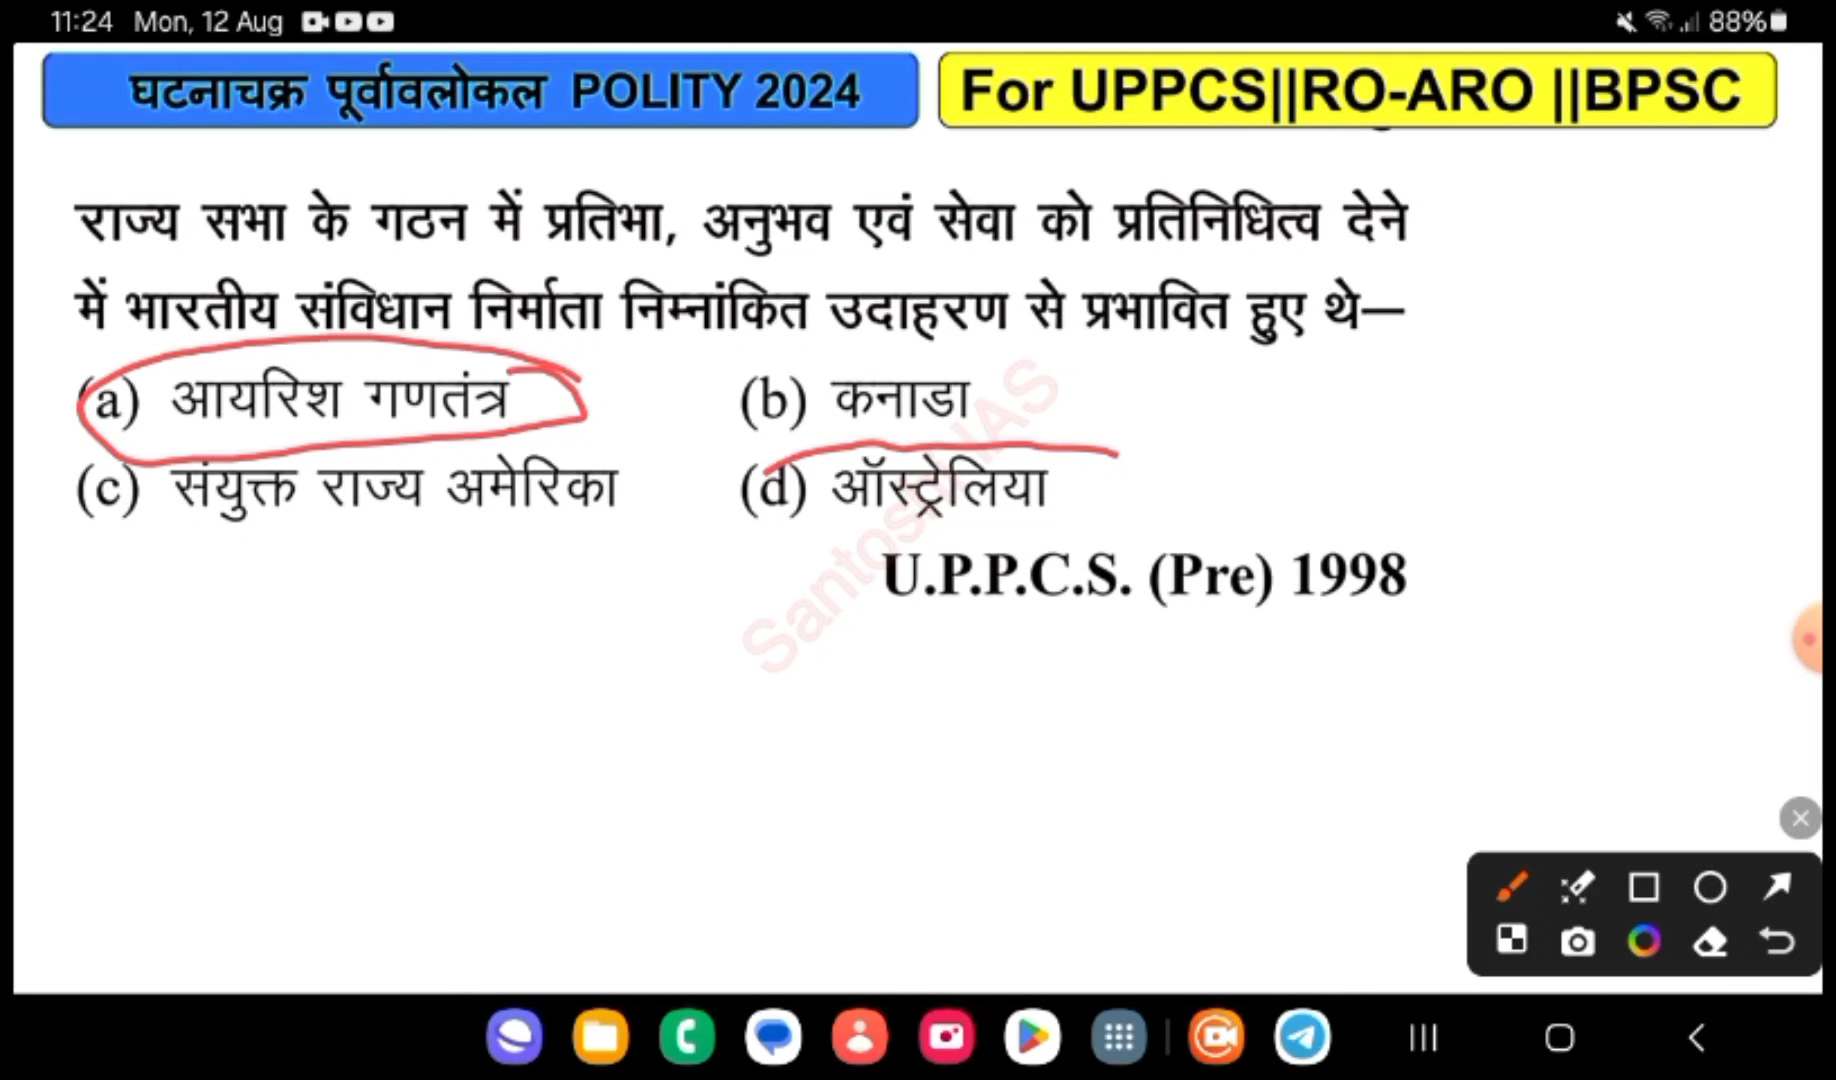 11:24 Mon, 12 Aug 88%
घटनाचक्र पूर्वावलोकल POLITY 2024
For UPPCS||RO-ARO ||BPSC
राज्य सभा के गठन में प्रतिभा, अनुभव एवं सेवा को प्रतिनिधित्व देने
में भारतीय संविधान निर्माता निम्नांकित उदाहरण से प्रभावित हुए थे—
(a) आयरिश गणतंत्र (b) कनाडा
(c) संयुक्त राज्य अमेरिका (d) ऑस्ट्रेलिया
U.P.P.C.S. (Pre) 1998